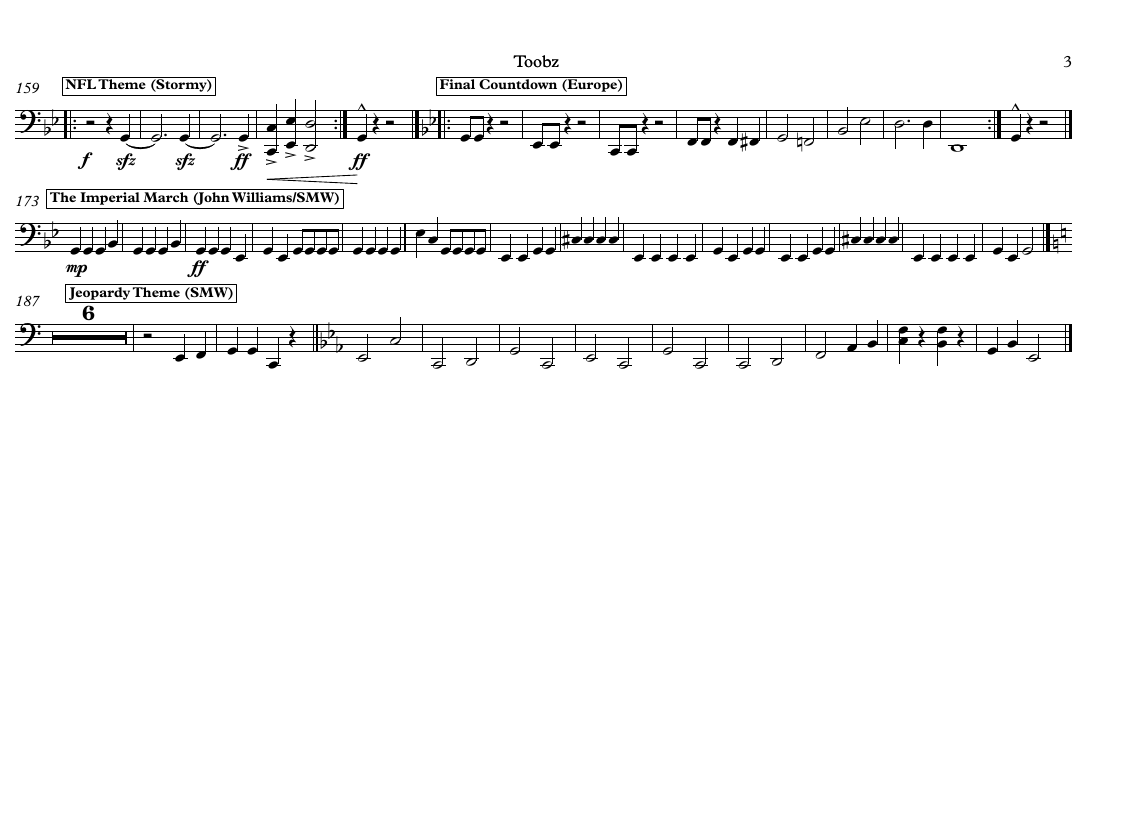 Toobz 3
159 NFL Theme (Stormy) Final Countdown (Europe)
f sfz sfz ff ff
173 The Imperial March (John Williams/SMW)
mp ff
187 Jeopardy Theme (SMW)
6